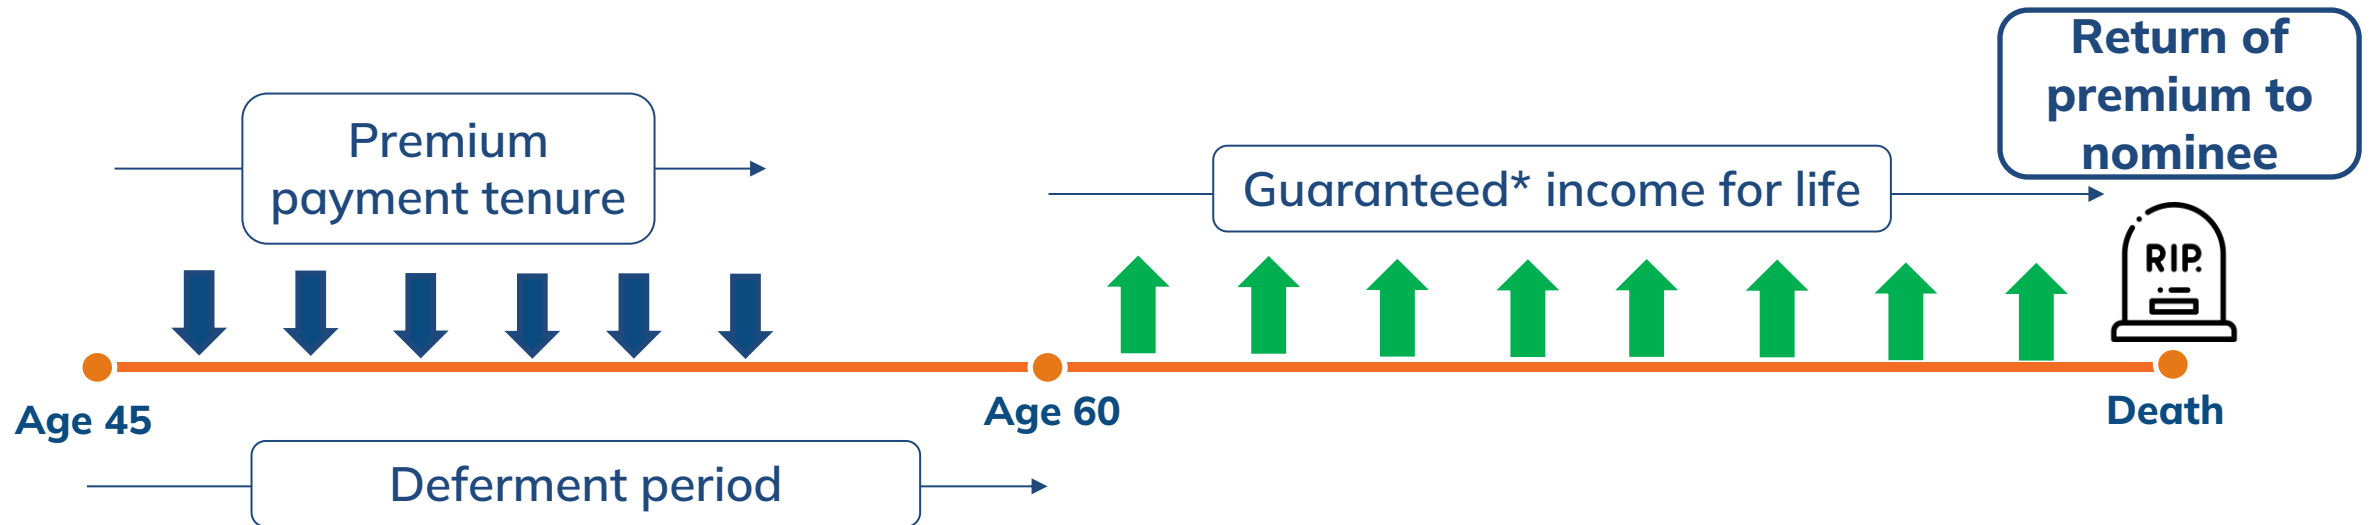 Return of
premium to
nominee
Premium
payment tenure
Guaranteed* income for life
RIP.
Age 45
Age 60
Death
Deferment period